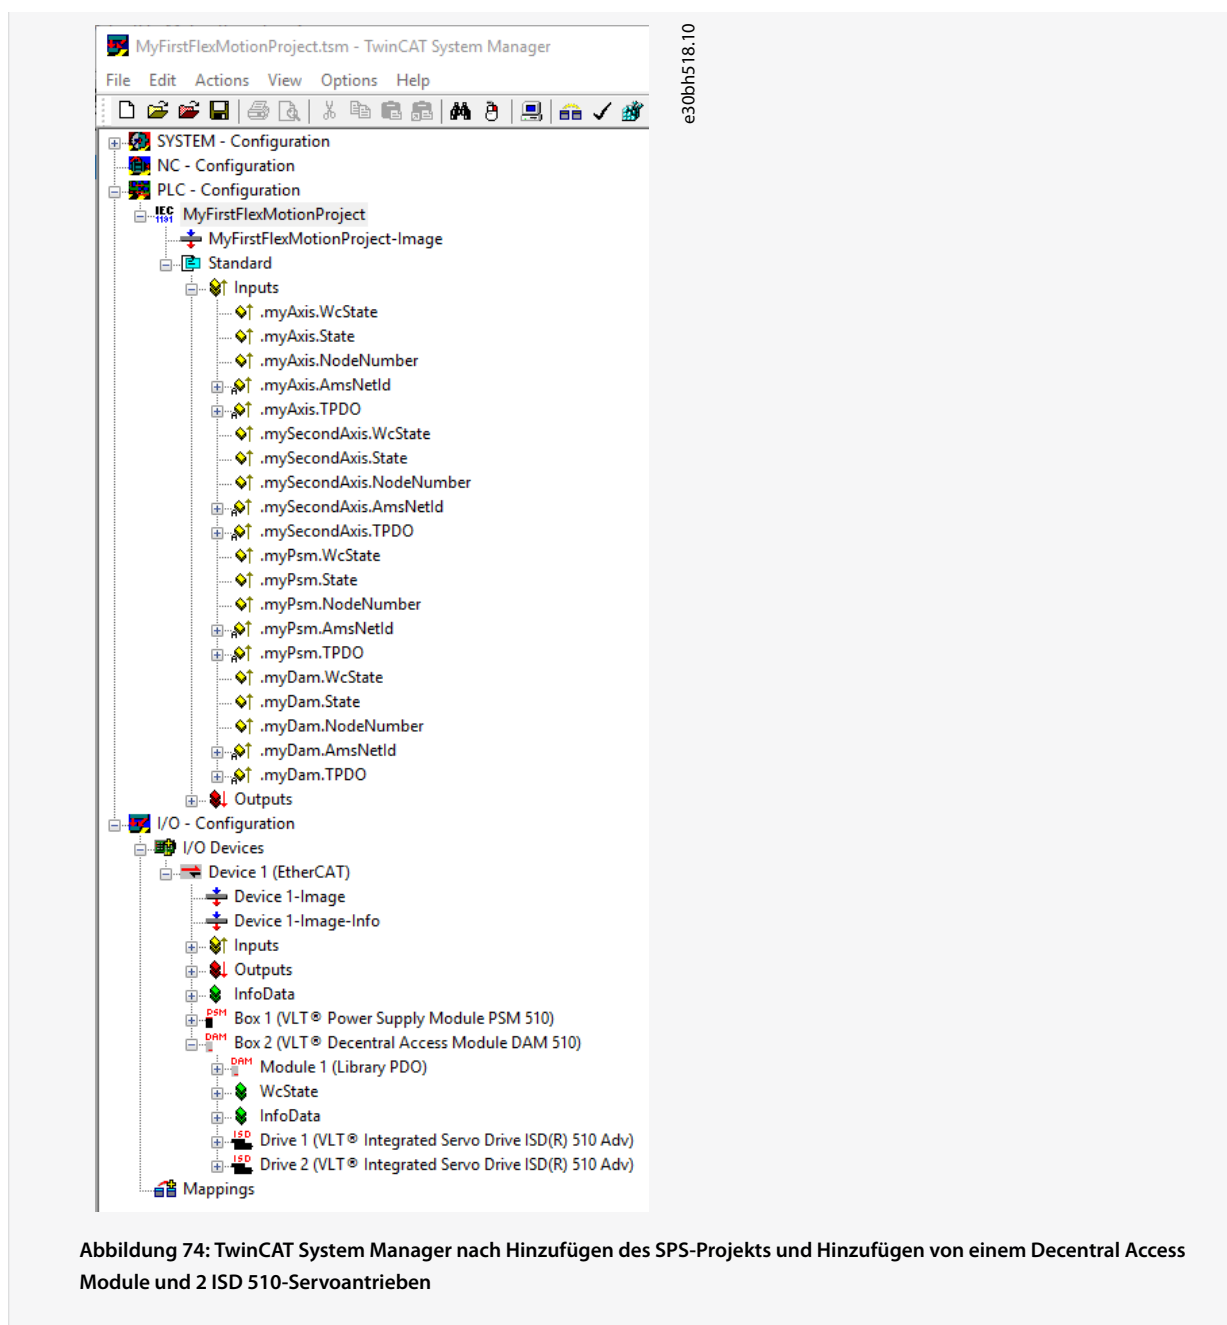 MyFirstFlexMotionProject.tsm - TwinCAT System Manager
e30bh518.10
File Edit Actions View Options Help
SYSTEM - Configuration
NC - Configuration
PLC - Configuration
IEC 1131 MyFirstFlexMotionProject
MyFirstFlexMotionProject-Image
Standard
Inputs
.myAxis.WcState
.myAxis.State
.myAxis.NodeNumber
.myAxis.AmsNetId
.myAxis.TPDO
.mySecondAxis.WcState
.mySecondAxis.State
.mySecondAxis.NodeNumber
.mySecondAxis.AmsNetId
.mySecondAxis.TPDO
.myPsm.WcState
.myPsm.State
.myPsm.NodeNumber
.myPsm.AmsNetId
.myPsm.TPDO
.myDam.WcState
.myDam.State
.myDam.NodeNumber
.myDam.AmsNetId
.myDam.TPDO
Outputs
I/O - Configuration
I/O Devices
Device 1 (EtherCAT)
Device 1-Image
Device 1-Image-Info
Inputs
Outputs
InfoData
PSM Box 1 (VLT® Power Supply Module PSM 510)
DAM Box 2 (VLT® Decentral Access Module DAM 510)
DAM Module 1 (Library PDO)
WcState
InfoData
ISD Drive 1 (VLT® Integrated Servo Drive ISD(R) 510 Adv)
ISD Drive 2 (VLT® Integrated Servo Drive ISD(R) 510 Adv)
Mappings
Abbildung 74: TwinCAT System Manager nach Hinzufügen des SPS-Projekts und Hinzufügen von einem Decentral Access
Module und 2 ISD 510-Servoantrieben